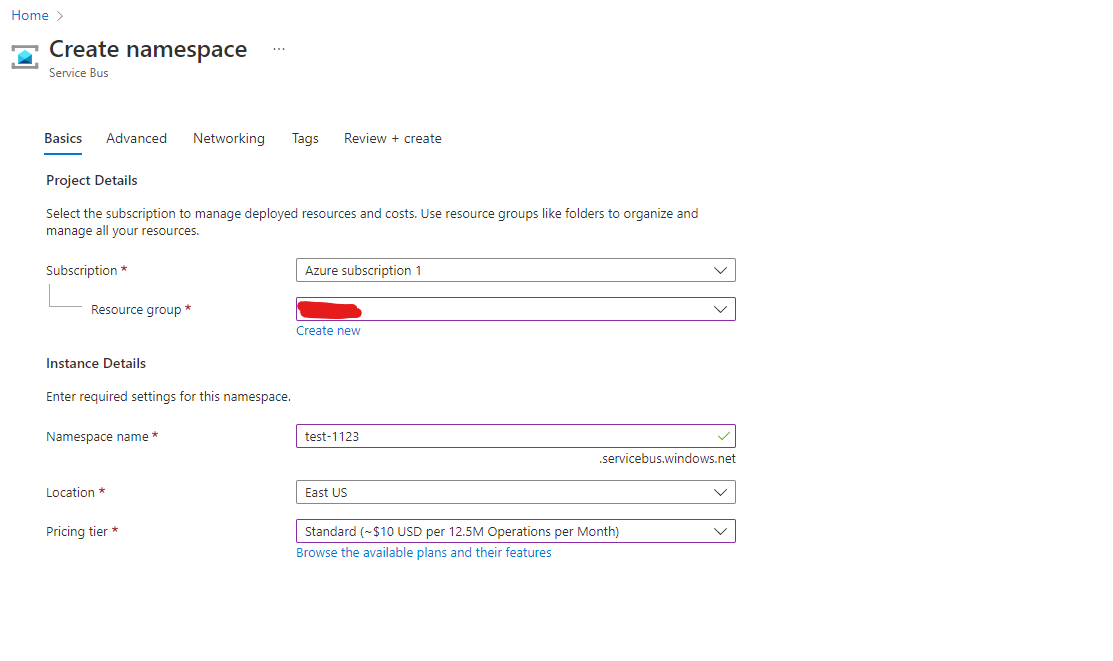 Home
Create namespace
Service Bus
Basics Advanced Networking Tags Review + create
Project Details
Select the subscription to manage deployed resources and costs. Use resource groups like folders to organize and
manage all your resources.
Subscription * Azure subscription 1
Resource group *
Create new
Instance Details
Enter required settings for this namespace.
Namespace name * test-1123
.servicebus.windows.net
Location * East US
Pricing tier * Standard (~$10 USD per 12.5M Operations per Month)
Browse the available plans and their features